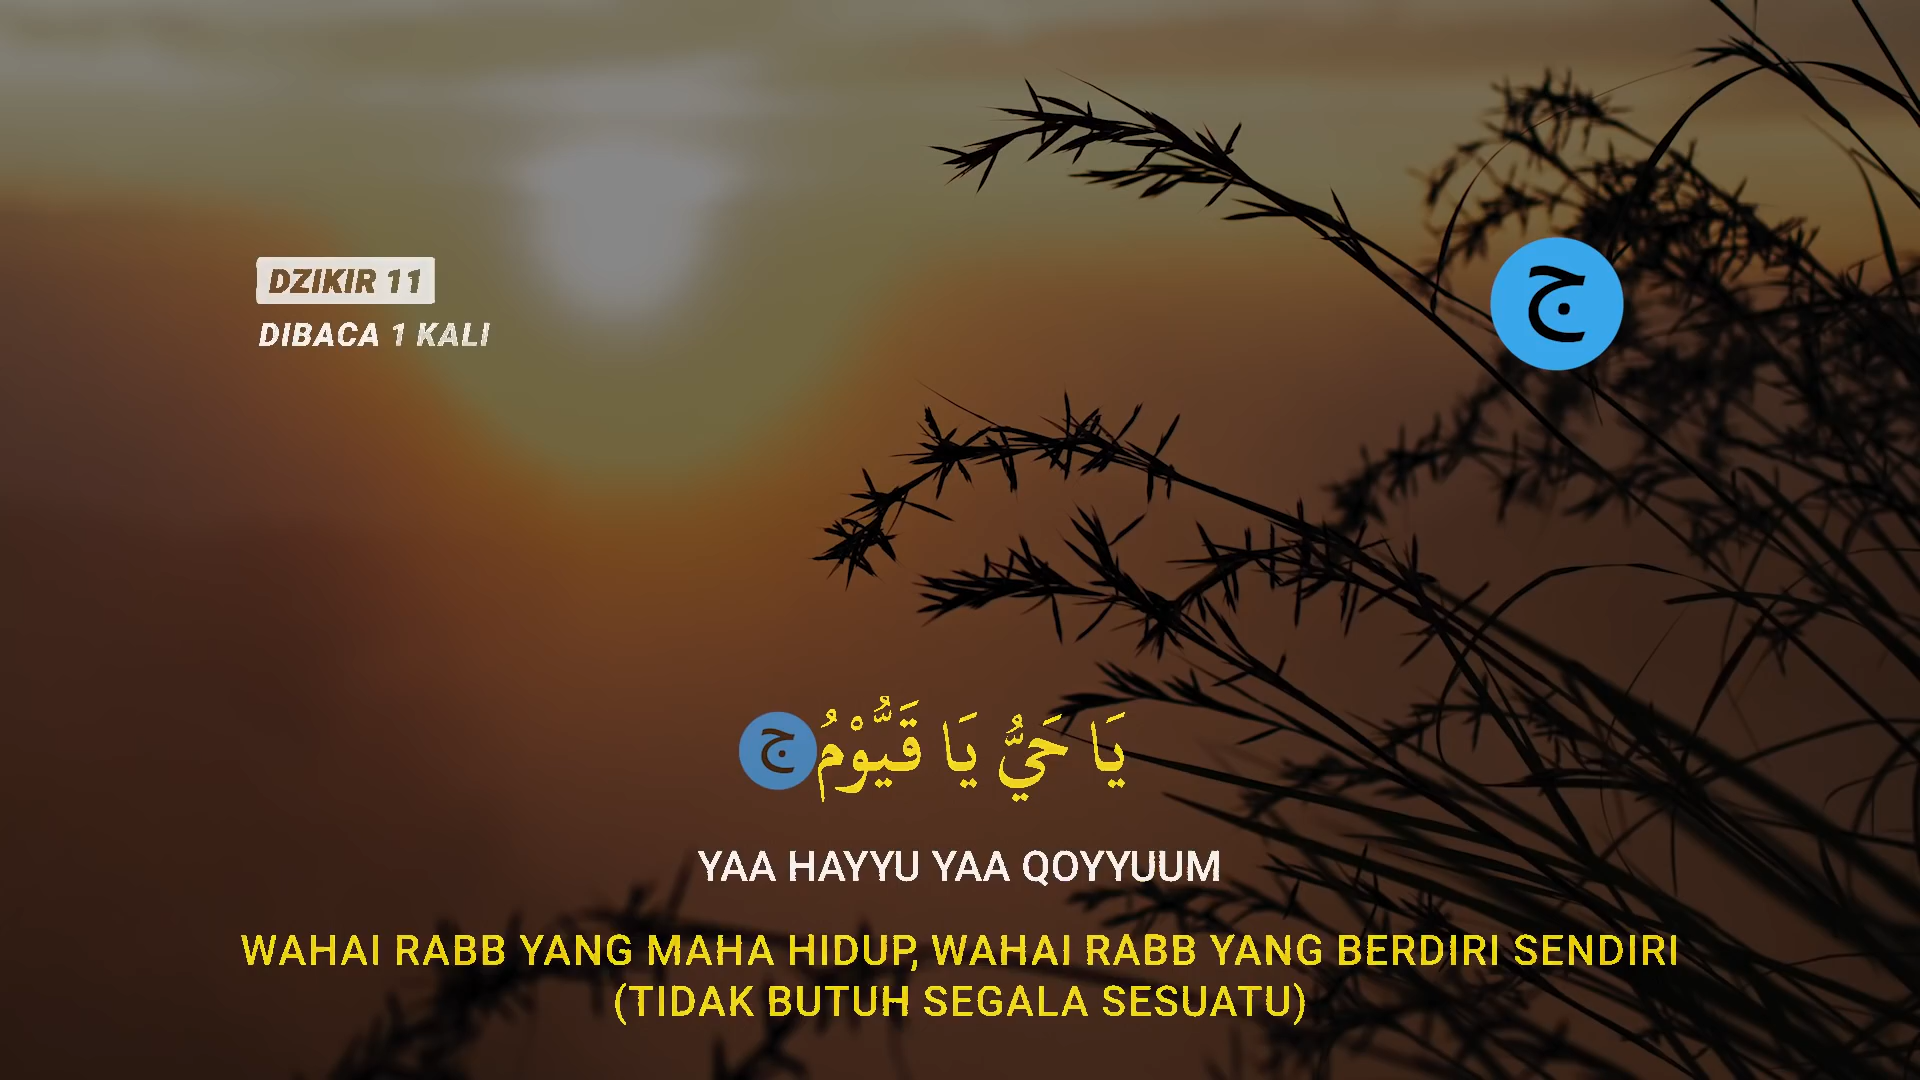 DZIKIR 11
DIBACA 1 KALI
ج
يَا حَيُّ يَا قَيُّوْمُ ج
YAA HAYYU YAA QOYYUUM
WAHAI RABB YANG MAHA HIDUP, WAHAI RABB YANG BERDIRI SENDIRI
(TIDAK BUTUH SEGALA SESUATU)